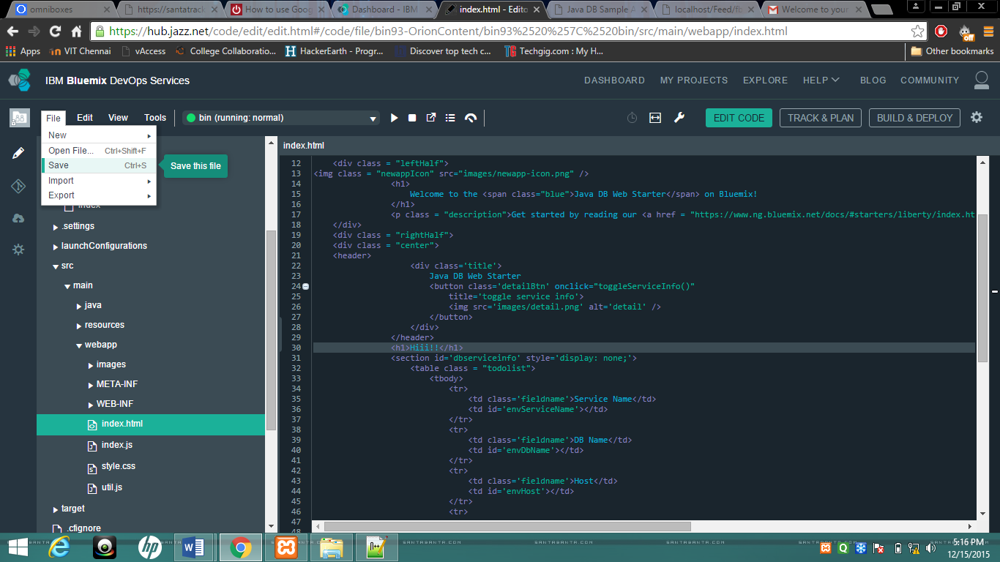 omniboxes
https://santatrack
How to use Goog
Dashboard - IBM
index.html - Edito
Java DB Sample A
localhost/Feed/fb
Welcome to your
https://hub.jazz.net/code/edit/edit.html#/code/file/bin93-OrionContent/bin93%2520%257C%2520bin/src/main/webapp/index.html
off
Apps
VIT Chennai
vAccess
College Collaboratio...
HackerEarth - Progr...
Discover top tech c...
Techgig.com : My H...
Other bookmarks
IBM Bluemix DevOps Services
DASHBOARD
MY PROJECTS
EXPLORE
HELP
BLOG
COMMUNITY
File
Edit
View
Tools
bin (running: normal)
EDIT CODE
TRACK & PLAN
BUILD & DEPLOY
New
Open File... Ctrl+Shift+F
Save Ctrl+S
Save this file
Import
Export
index
.settings
launchConfigurations
src
main
java
resources
webapp
images
META-INF
WEB-INF
index.html
index.js
style.css
util.js
target
.cfignore
index.html
12 <div class = "leftHalf">
13 <img class = "newappIcon" src="images/newapp-icon.png" />
14 <h1>
15 Welcome to the <span class="blue">Java DB Web Starter</span> on Bluemix!
16 </h1>
17 <p class = "description">Get started by reading our <a href = "https://www.ng.bluemix.net/docs/#starters/liberty/index.ht
18 </div>
19 <div class = "rightHalf">
20 <div class = "center">
21 <header>
22 <div class='title'>
23 Java DB Web Starter
24 <button class='detailBtn' onclick="toggleServiceInfo()"
25 title='toggle service info'>
26 <img src='images/detail.png' alt='detail' />
27 </button>
28 </div>
29 </header>
30 <h1>Hiii!!</h1>
31 <section id='dbserviceinfo' style='display: none;'>
32 <table class = "todolist">
33 <tbody>
34 <tr>
35 <td class='fieldname'>Service Name</td>
36 <td id='envServiceName'></td>
37 </tr>
38 <tr>
39 <td class='fieldname'>DB Name</td>
40 <td id='envDbName'></td>
41 </tr>
42 <tr>
43 <td class='fieldname'>Host</td>
44 <td id='envHost'></td>
45 </tr>
46 <tr>
47
48
SANTASANTA.COM
SANTASANTA.COM
SANTASANTA.COM
5:16 PM
12/15/2015